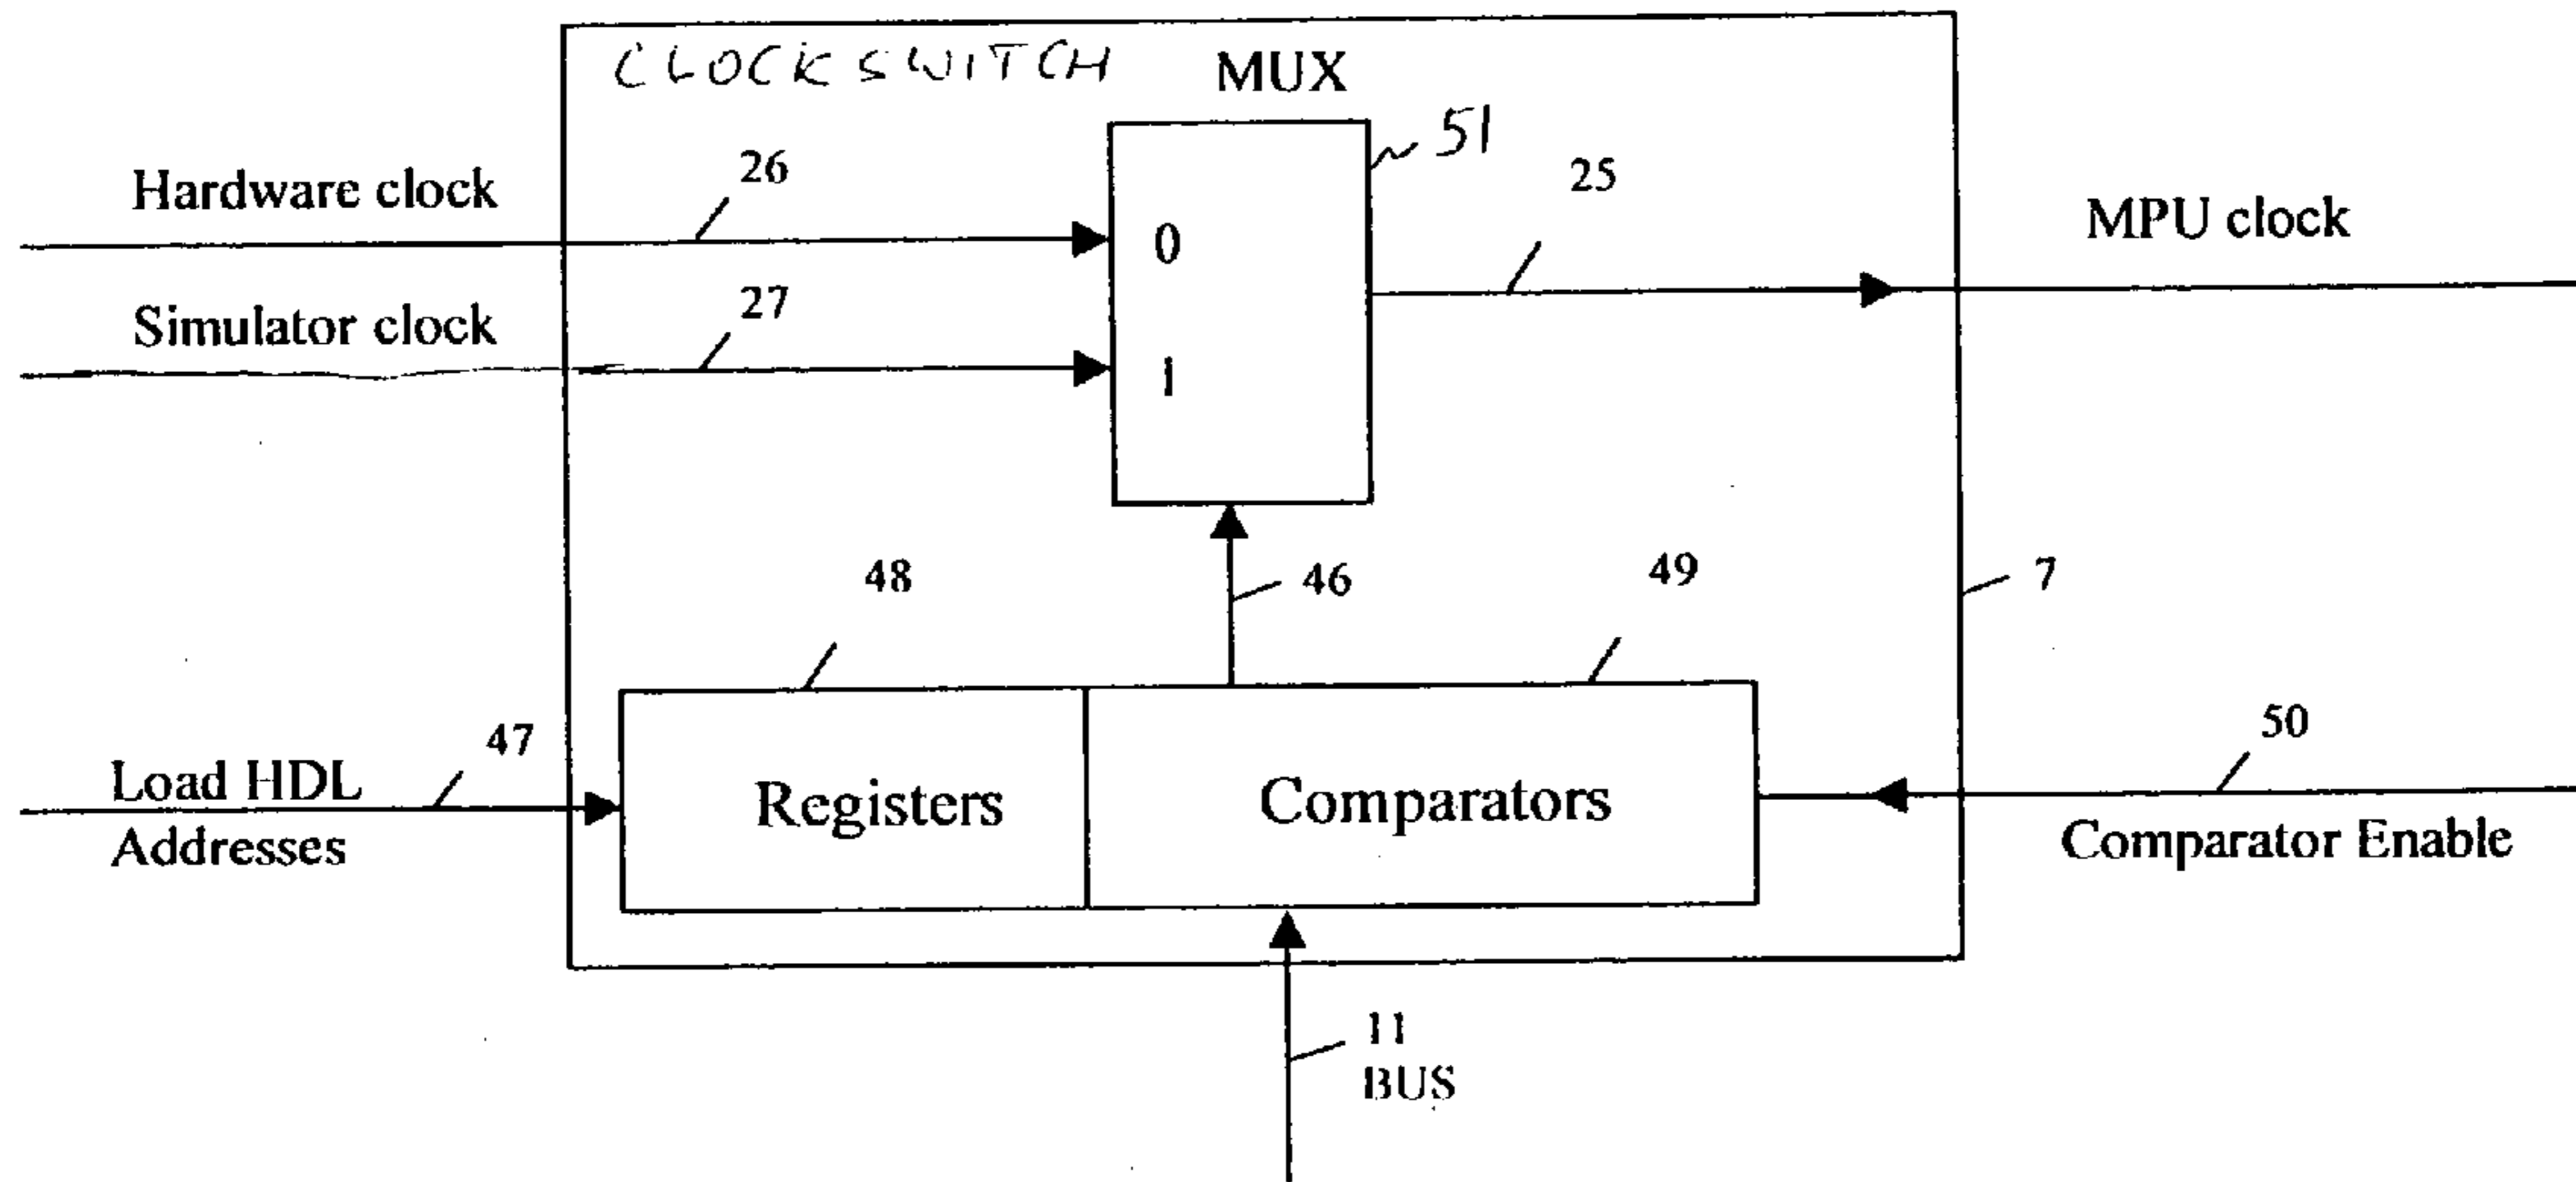 CLOCKSWITCH
MUX
51
Hardware clock
26
0
25
MPU clock
Simulator clock
27
1
48
46
49
7
47
Load HDL
Addresses
Registers
Comparators
50
Comparator Enable
11
BUS